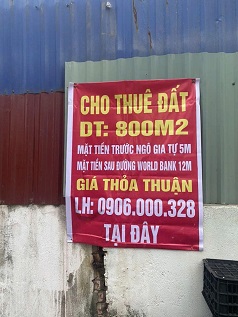 CHO THUÊ ĐẤT
DT: 800M2
MẶT TIỀN TRƯỚC NGÔ GIA TỰ 5M
MẶT TIỀN SAU ĐƯỜNG WORLD BANK 12M
GIÁ THỎA THUẬN
LH: 0906.000.328
TẠI ĐÂY